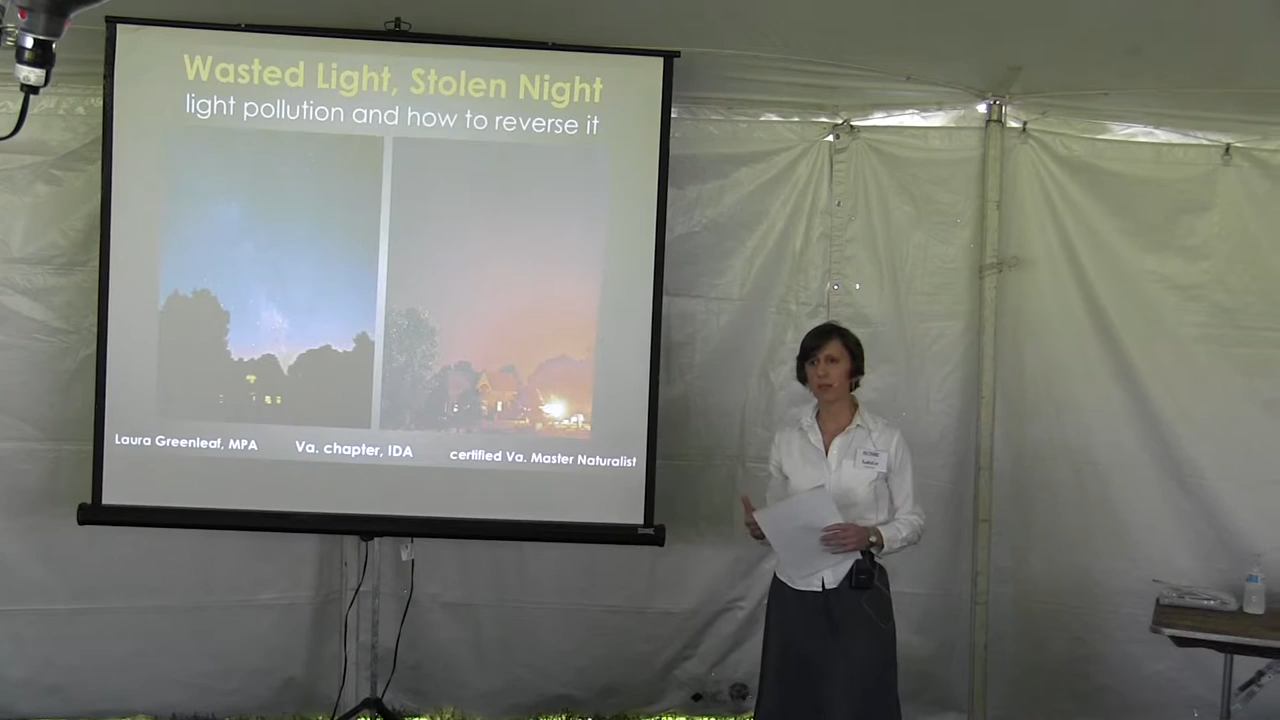 Wasted Light, Stolen Night
light pollution and how to reverse it
Laura Greenleaf, MPA Va. chapter, IDA certified Va. Master Naturalist